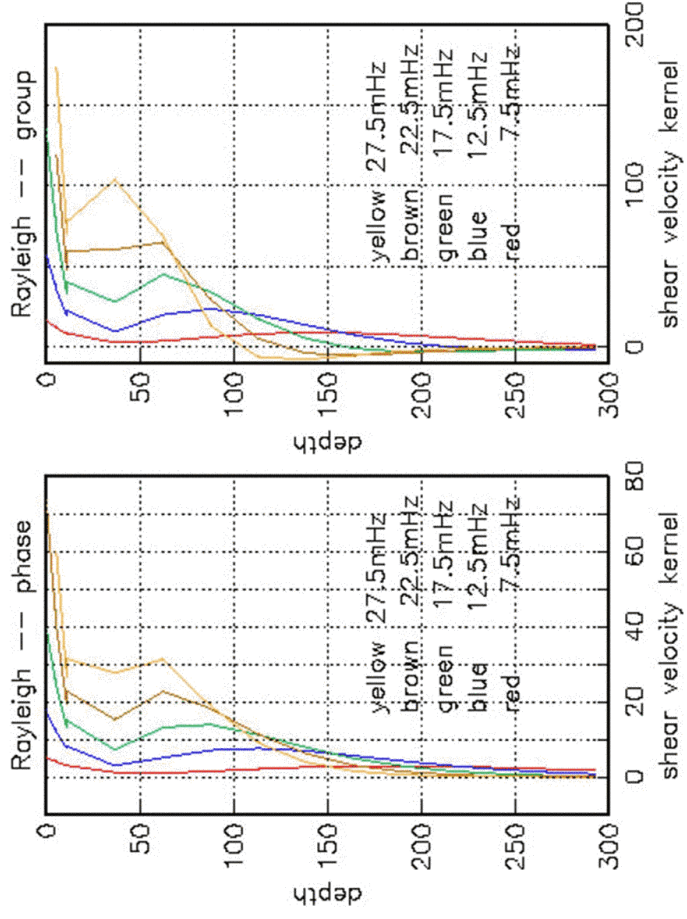 Rayleigh -- phase
0
50
100
150
200
250
300
depth
0
20
40
60
80
shear velocity kernel
yellow 27.5mHz
brown 22.5mHz
green 17.5mHz
blue 12.5mHz
red 7.5mHz
Rayleigh -- group
0
50
100
150
200
250
300
depth
0
100
200
shear velocity kernel
yellow 27.5mHz
brown 22.5mHz
green 17.5mHz
blue 12.5mHz
red 7.5mHz